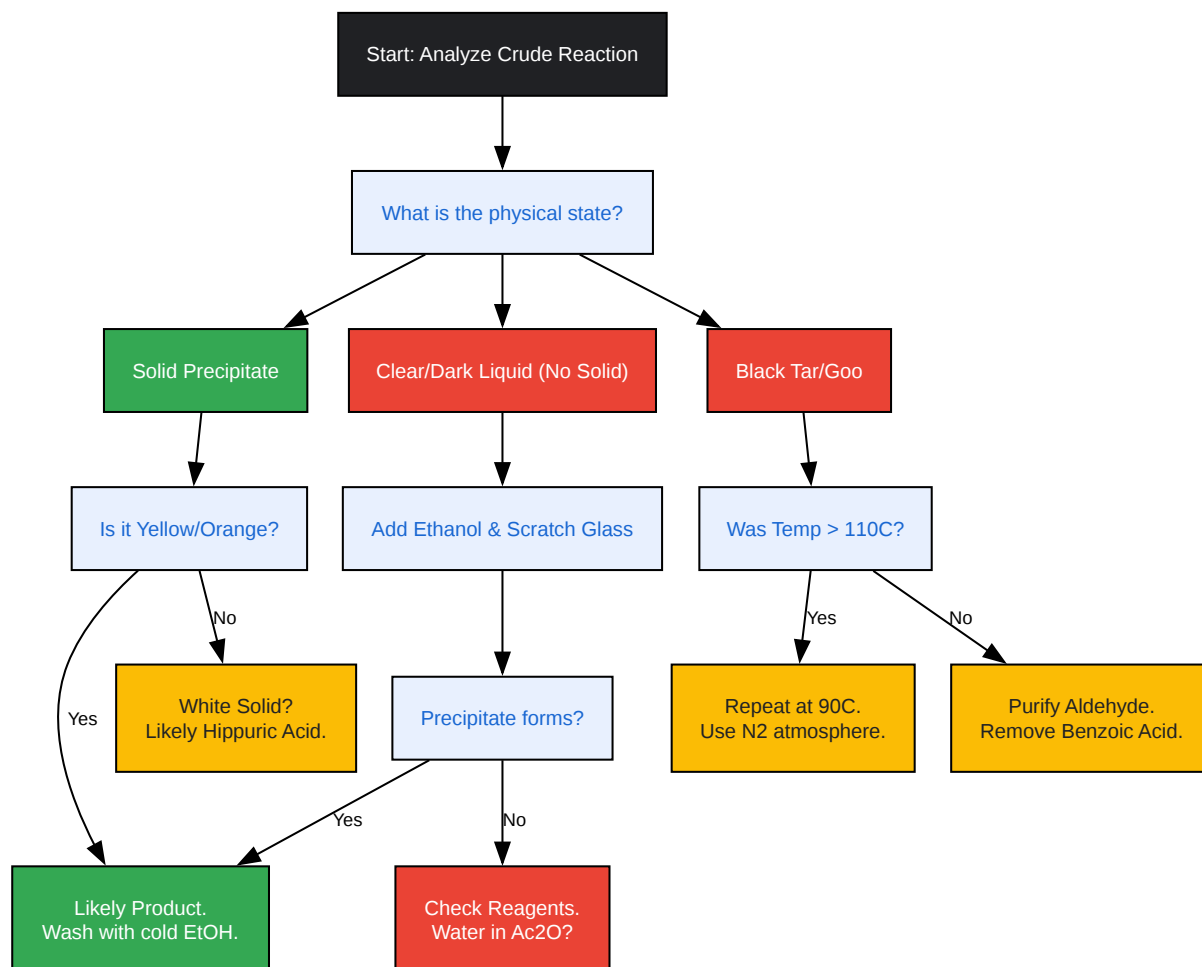 Start: Analyze Crude Reaction
What is the physical state?
Solid Precipitate
Clear/Dark Liquid (No Solid)
Black Tar/Goo
Is it Yellow/Orange?
Add Ethanol & Scratch Glass
Was Temp > 110C?
No
Yes
No
White Solid?
Likely Hippuric Acid.
Yes
Precipitate forms?
Repeat at 90C.
Use N2 atmosphere.
Purify Aldehyde.
Remove Benzoic Acid.
Yes
No
Likely Product.
Wash with cold EtOH.
Check Reagents.
Water in Ac2O?